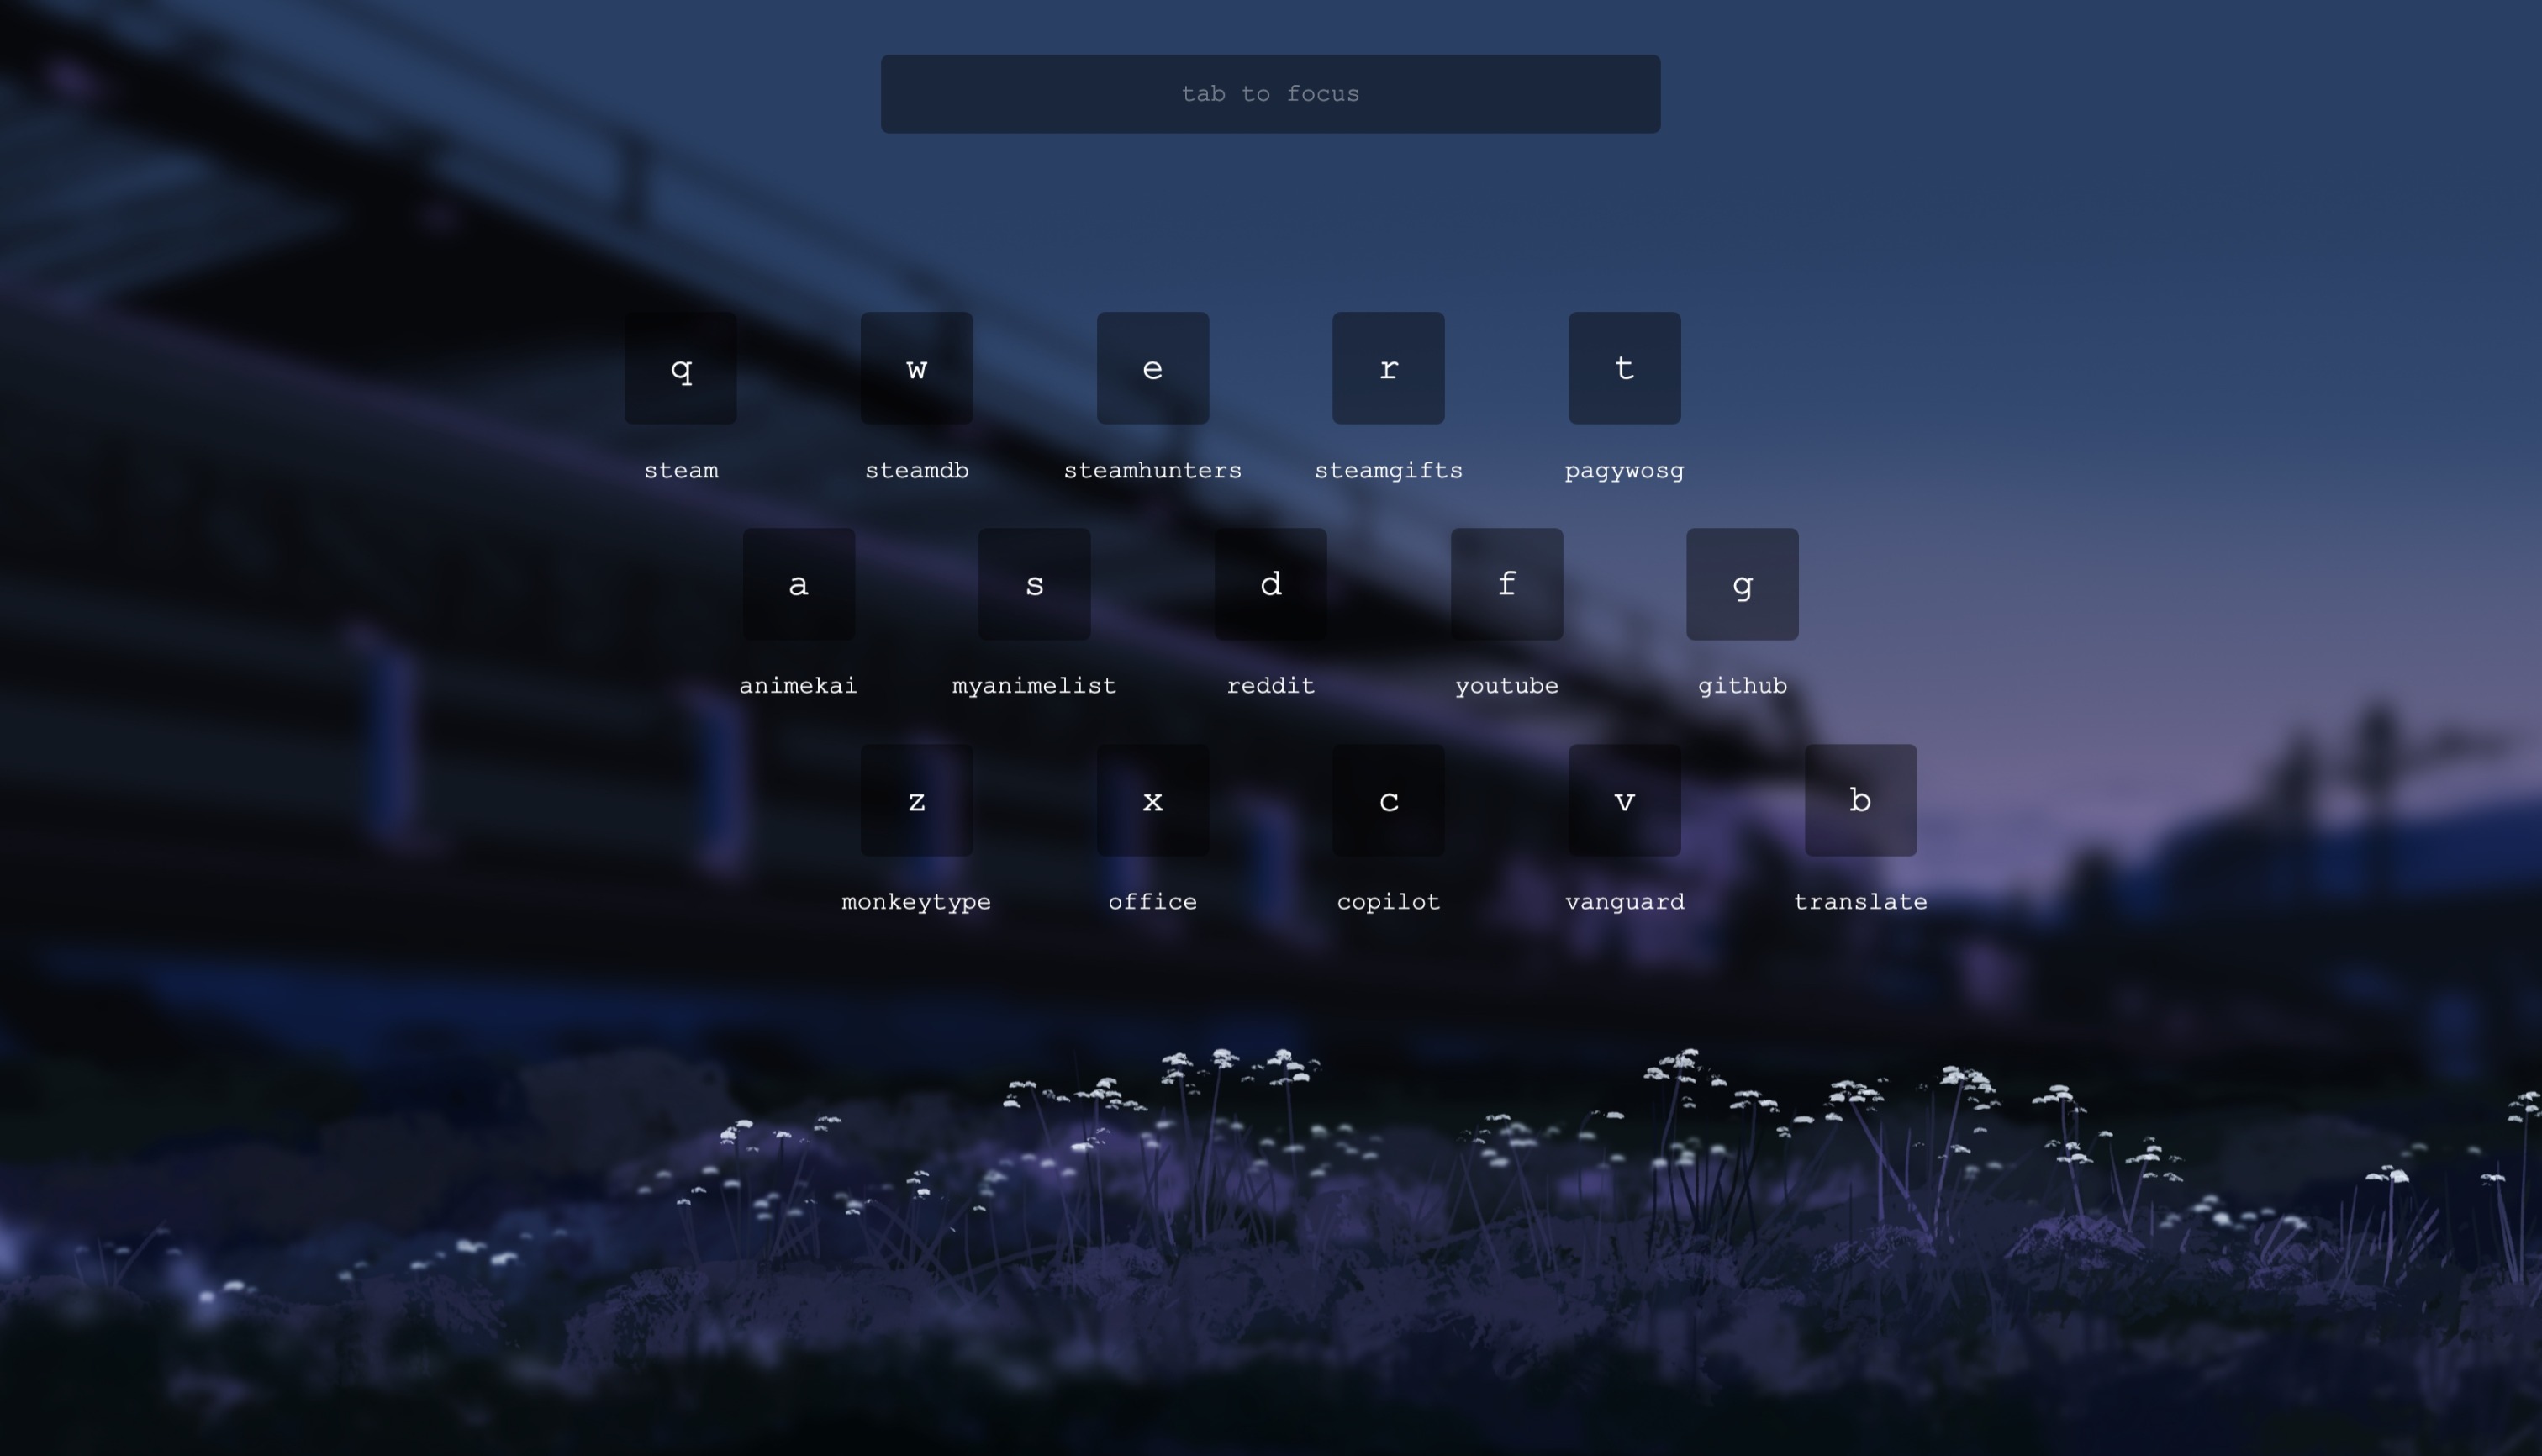 tab to focus
q w e r t
steam steamdb steamhunters steamgifts pagywosg
a s d f g
animekai myanimelist reddit youtube github
z x c v b
monkeytype office copilot vanguard translate